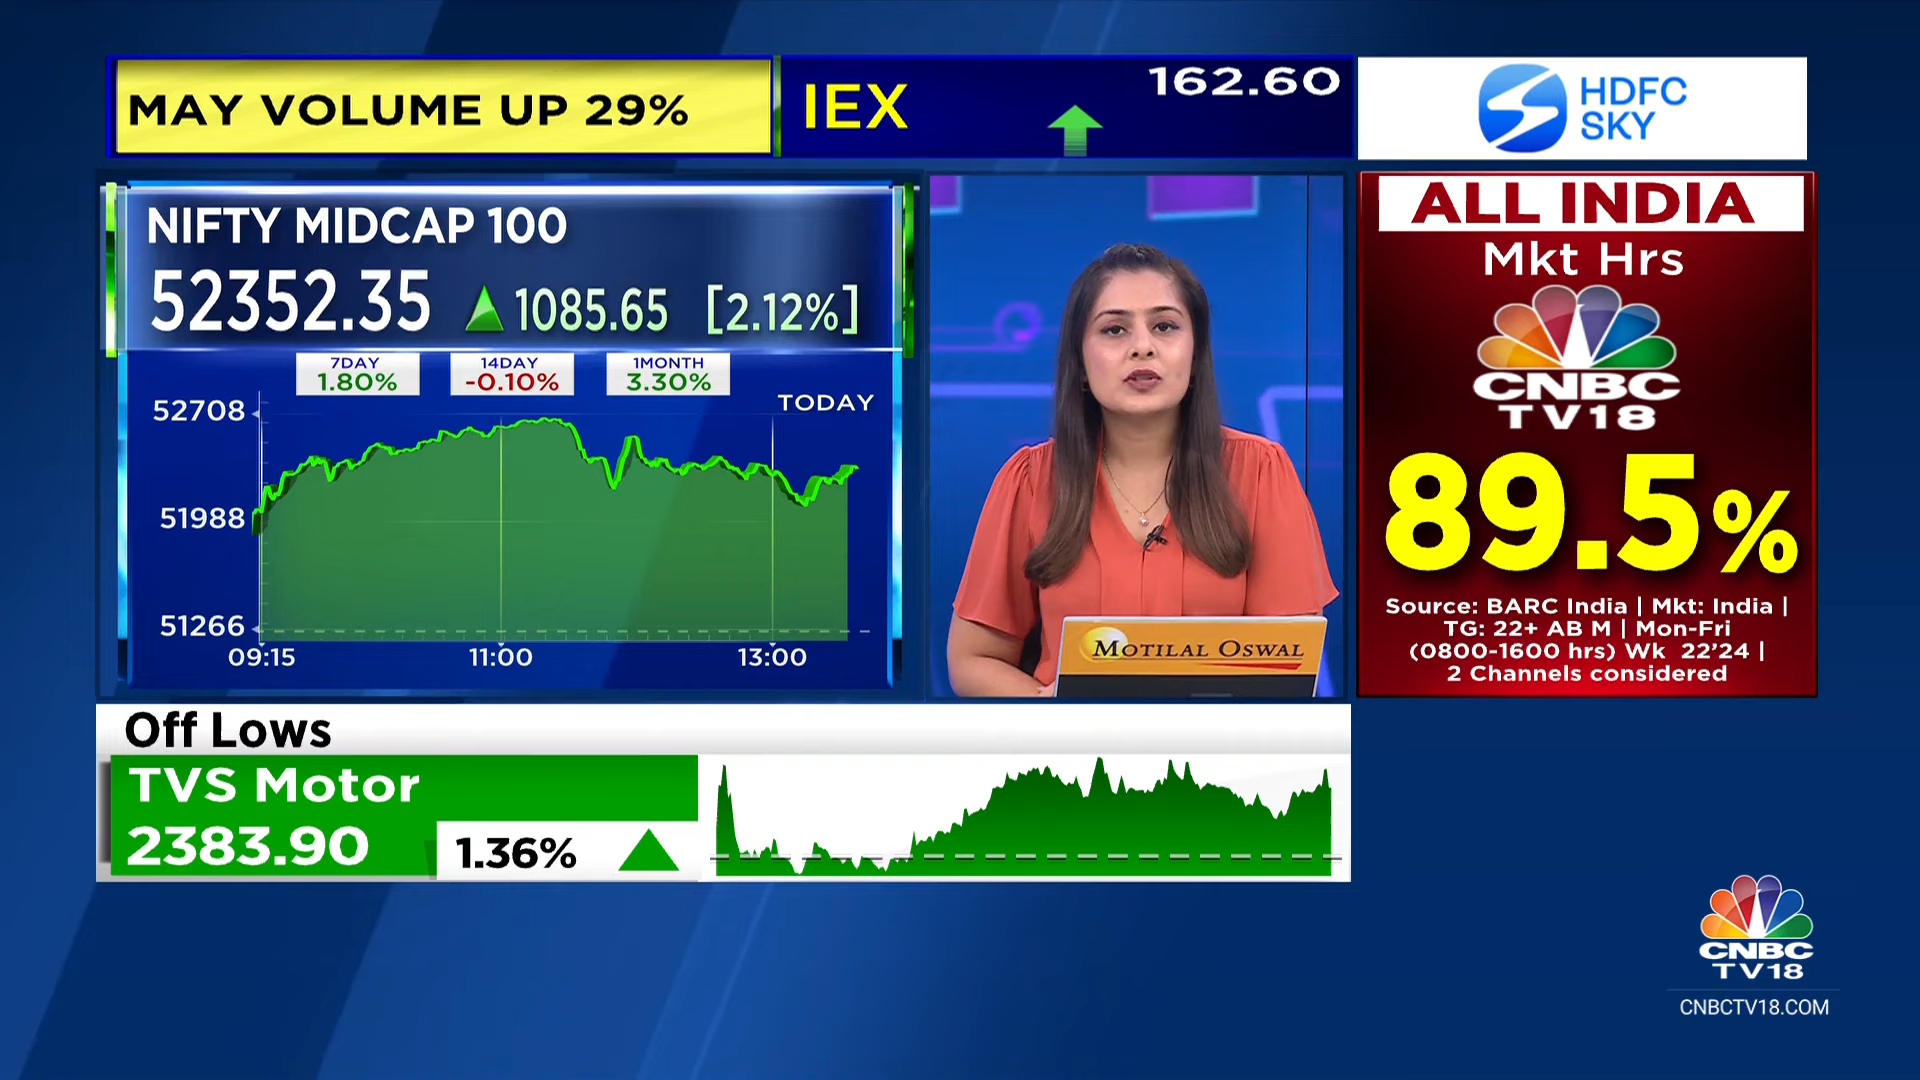 MAY VOLUME UP 29%
IEX
162.60
HDFC
SKY
NIFTY MIDCAP 100
52352.35 1085.65 [2.12%]
7DAY
1.80%
14DAY
-0.10%
1MONTH
3.30%
TODAY
52708
51988
51266
09:15 11:00 13:00
MOTILAL OSWAL
ALL INDIA
Mkt Hrs
CNBC
TV18
89.5%
Source: BARC India | Mkt: India |
TG: 22+ AB M | Mon-Fri
(0800-1600 hrs) Wk 22'24 |
2 Channels considered
Off Lows
TVS Motor
2383.90
1.36%
CNBC
TV18
CNBCTV18.COM